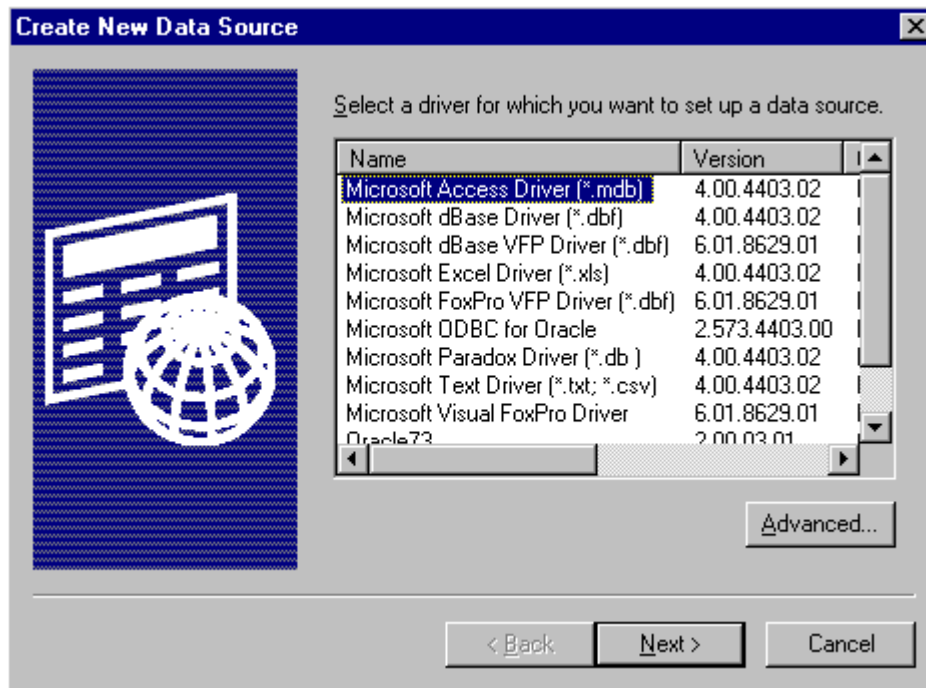 Create New Data Source
Select a driver for which you want to set up a data source.
Name Version
Microsoft Access Driver (*.mdb) 4.00.4403.02
Microsoft dBase Driver (*.dbf) 4.00.4403.02
Microsoft dBase VFP Driver (*.dbf) 6.01.8629.01
Microsoft Excel Driver (*.xls) 4.00.4403.02
Microsoft FoxPro VFP Driver (*.dbf) 6.01.8629.01
Microsoft ODBC for Oracle 2.573.4403.00
Microsoft Paradox Driver (*.db ) 4.00.4403.02
Microsoft Text Driver (*.txt; *.csv) 4.00.4403.02
Microsoft Visual FoxPro Driver 6.01.8629.01
Oracle73 2.00.03.01
Advanced...
< Back Next > Cancel